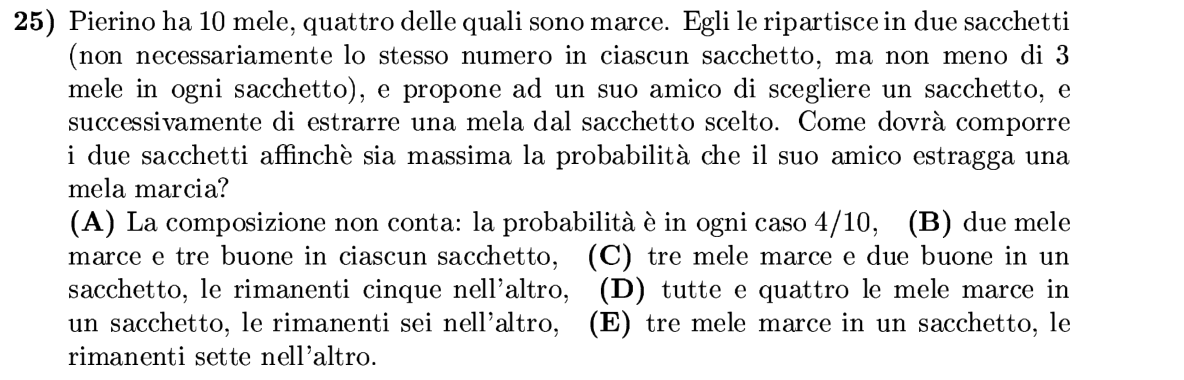 25) Pierino ha 10 mele, quattro delle quali sono marce. Egli le ripartisce in due sacchetti
(non necessariamente lo stesso numero in ciascun sacchetto, ma non meno di 3
mele in ogni sacchetto), e propone ad un suo amico di scegliere un sacchetto, e
successivamente di estrarre una mela dal sacchetto scelto. Come dovrà comporre
i due sacchetti affinchè sia massima la probabilità che il suo amico estragga una
mela marcia?
(A) La composizione non conta: la probabilità è in ogni caso 4/10, (B) due mele
marce e tre buone in ciascun sacchetto, (C) tre mele marce e due buone in un
sacchetto, le rimanenti cinque nell'altro, (D) tutte e quattro le mele marce in
un sacchetto, le rimanenti sei nell'altro, (E) tre mele marce in un sacchetto, le
rimanenti sette nell'altro.